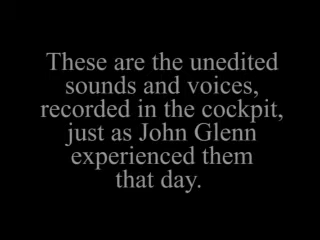 These are the unedited
sounds and voices,
recorded in the cockpit,
just as John Glenn
experienced them
that day.